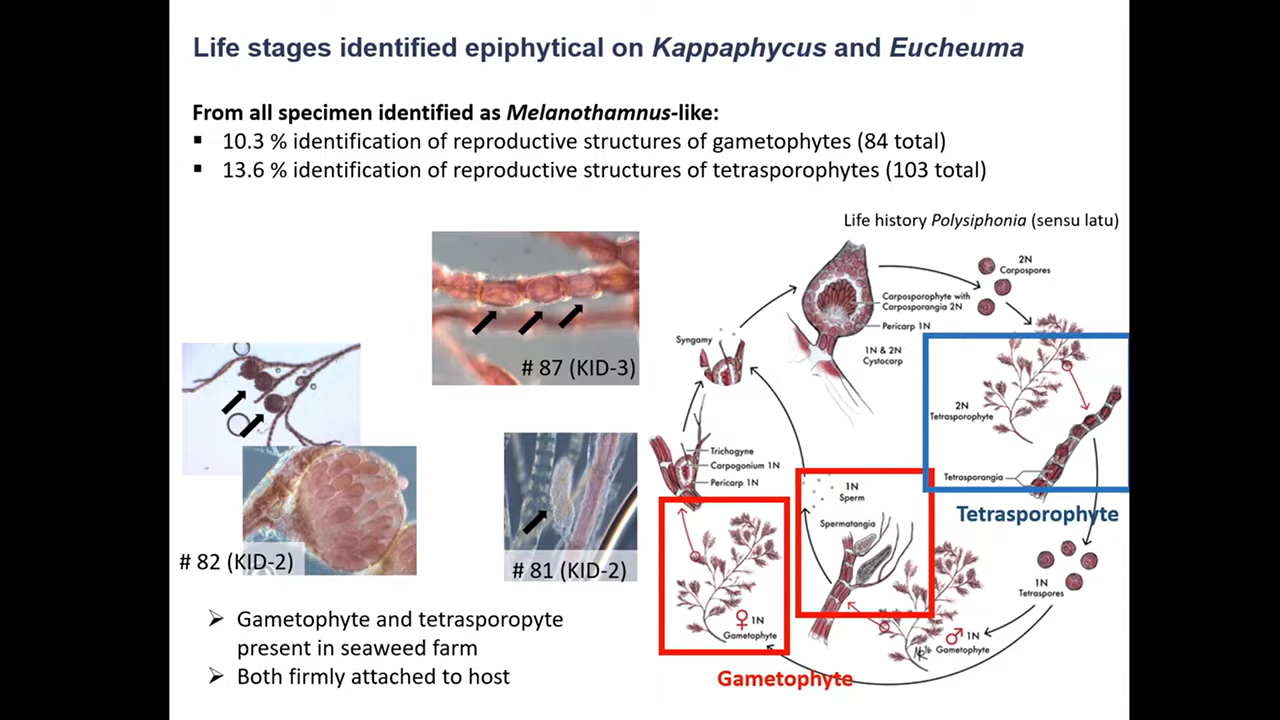 Life stages identified epiphytical on Kappaphycus and Eucheuma
From all specimen identified as Melanothamnus-like:
▪ 10.3 % identification of reproductive structures of gametophytes (84 total)
▪ 13.6 % identification of reproductive structures of tetrasporophytes (103 total)
# 87 (KID-3)
# 82 (KID-2)
# 81 (KID-2)
➢ Gametophyte and tetrasporopyte
present in seaweed farm
➢ Both firmly attached to host
Life history Polysiphonia (sensu latu)
2N
Carpospores
Carposporophyte with
Carposporangia 2N
Pericarp 1N
1N & 2N
Cystocarp
Syngamy
2N
Tetrasporophyte
Tetrasporangia
Trichogyne
Carpogonium 1N
Pericarp 1N
1N
Sperm
Spermatangia
Tetrasporophyte
1N
Tetraspores
♀ 1N
Gametophyte
♂ 1N
Gametophyte
Gametophyte